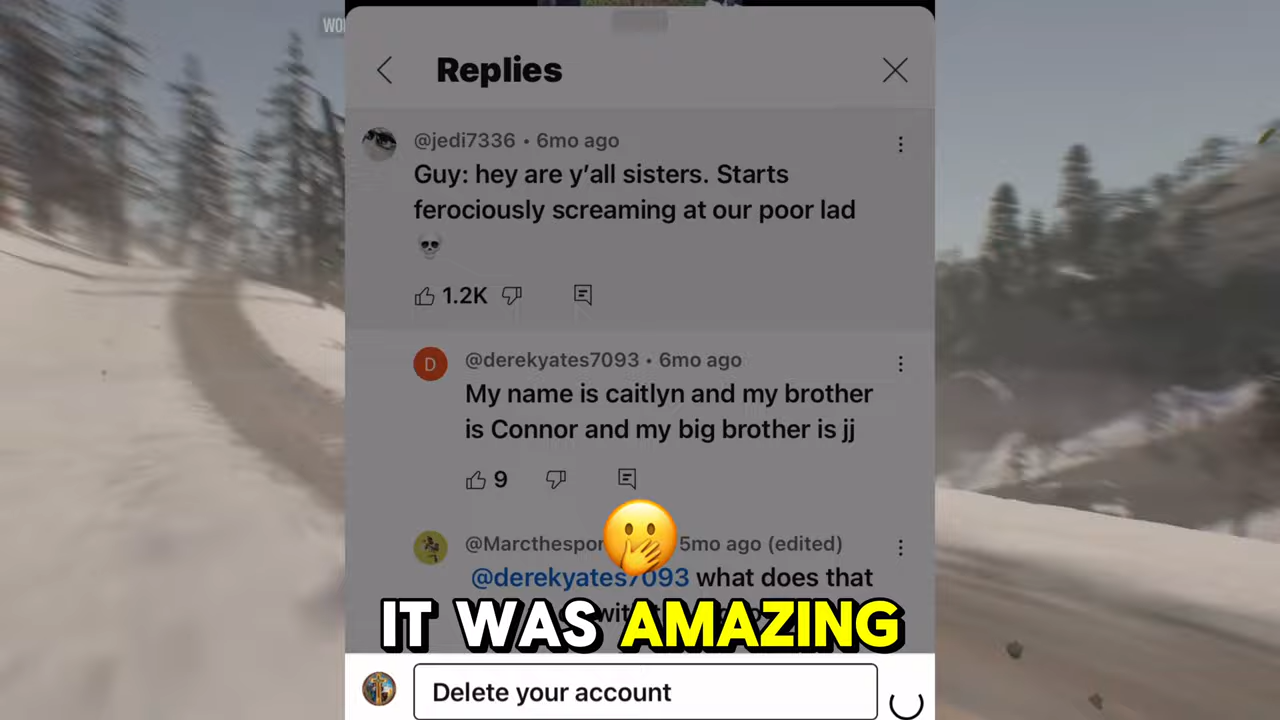 WO
Replies
@jedi7336 • 6mo ago
Guy: hey are y'all sisters. Starts
ferociously screaming at our poor lad
💀
1.2K
D
@derekyates7093 • 6mo ago
My name is caitlyn and my brother
is Connor and my big brother is jj
9
@Marcthespor 5mo ago (edited)
@derekyates7093 what does that
IT WAS AMAZING
Delete your account